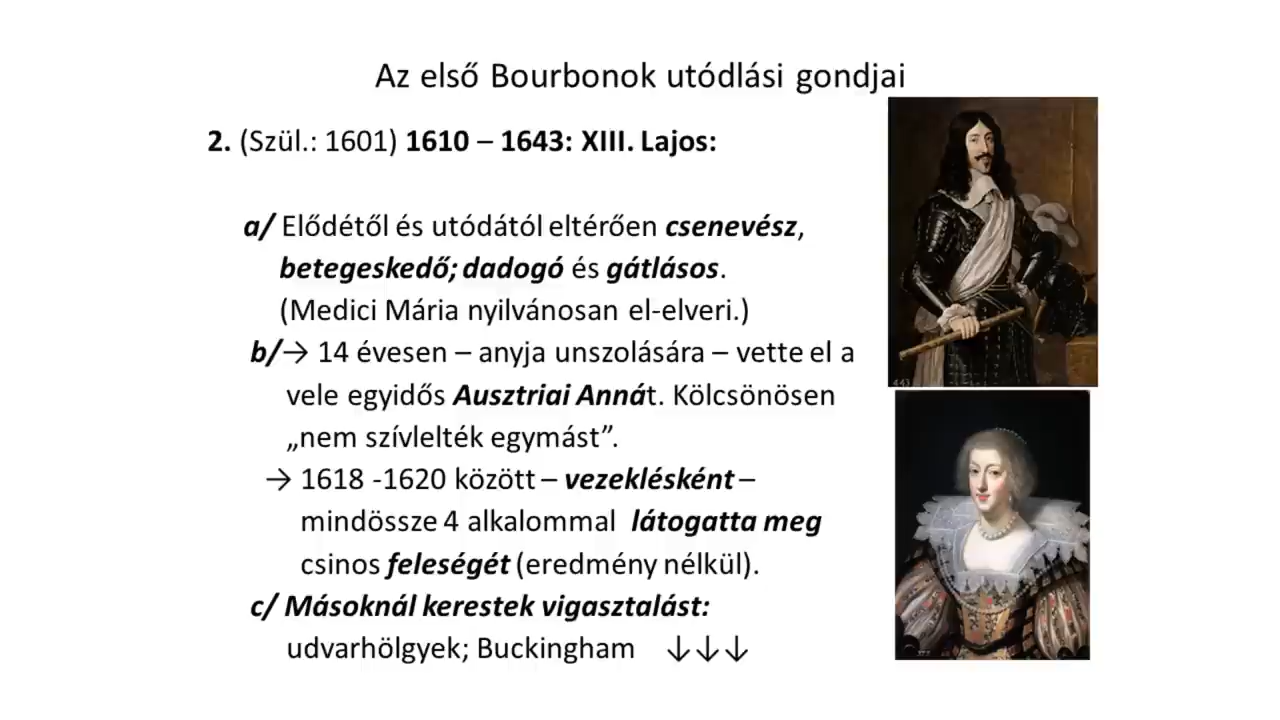 Az első Bourbonok utódlási gondjai
2. (Szül.: 1601) 1610 – 1643: XIII. Lajos:
a/ Elődétől és utódától eltérően csenevész,
betegeskedő; dadogó és gátlásos.
(Medici Mária nyilvánosan el-elveri.)
b/→ 14 évesen – anyja unszolására – vette el a
vele egyidős Ausztriai Annát. Kölcsönösen
„nem szívlelték egymást”.
→ 1618 -1620 között – vezeklésként –
mindössze 4 alkalommal látogatta meg
csinos feleségét (eredmény nélkül).
c/ Másoknál kerestek vigasztalást:
udvarhölgyek; Buckingham ↓↓↓
443